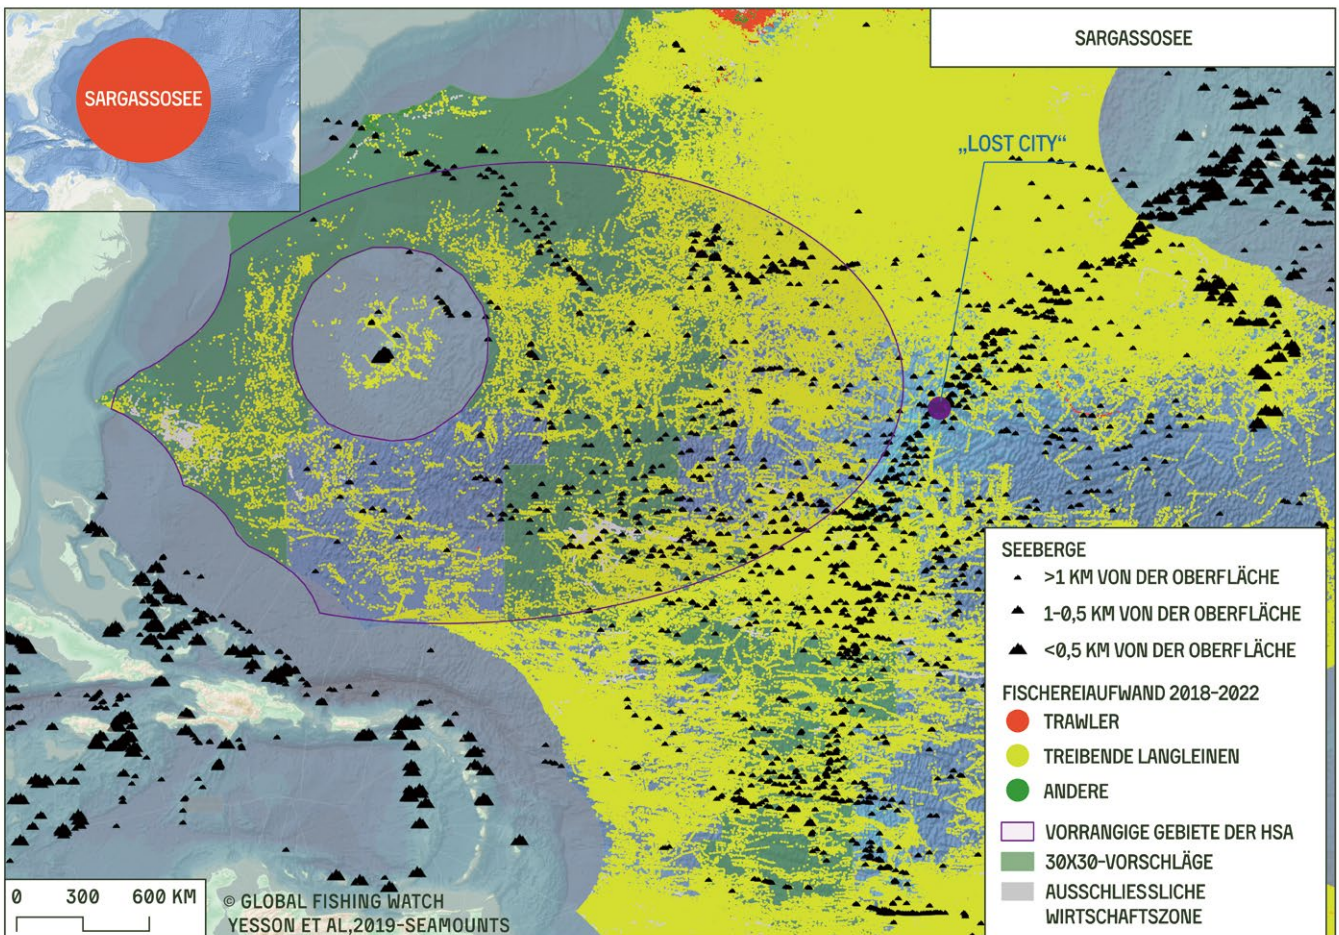 SARGASSOSEE
SARGASSOSEE
„LOST CITY“
SEEBERGE
>1 KM VON DER OBERFLÄCHE
1-0,5 KM VON DER OBERFLÄCHE
<0,5 KM VON DER OBERFLÄCHE
FISCHEREIAUFWAND 2018-2022
TRAWLER
TREIBENDE LANGLEINEN
ANDERE
VORRANGIGE GEBIETE DER HSA
30X30-VORSCHLÄGE
AUSSCHLIESSLICHE
WIRTSCHAFTSZONE
0 300 600 KM
© GLOBAL FISHING WATCH
YESSON ET AL,2019-SEAMOUNTS